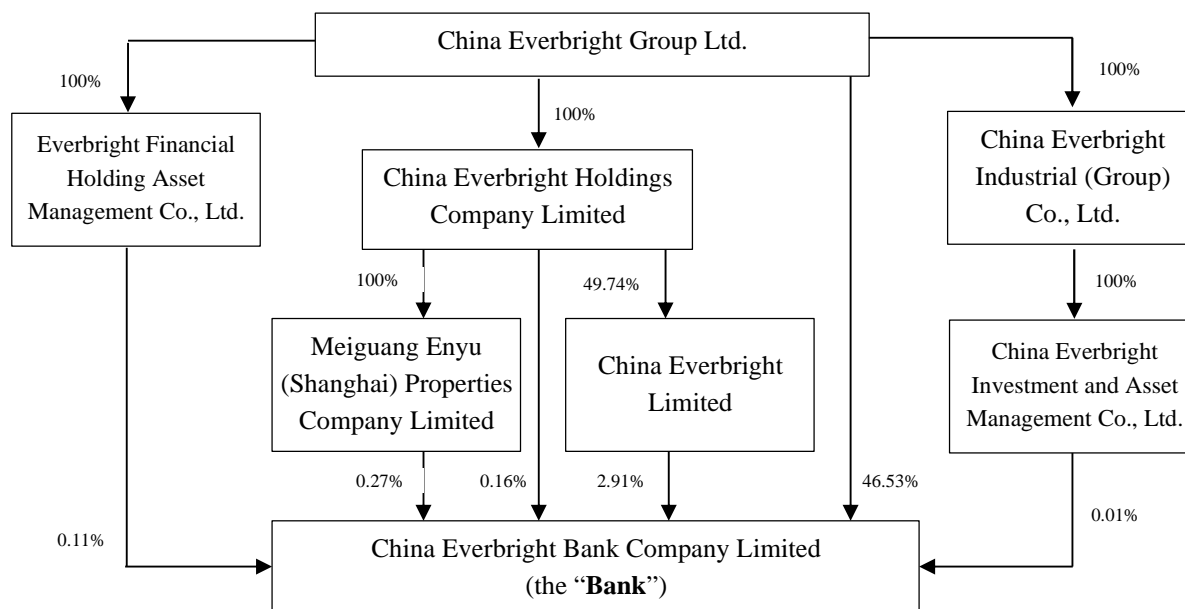 China Everbright Group Ltd.
100%
100%
100%
Everbright Financial
Holding Asset
Management Co., Ltd.
China Everbright Holdings
Company Limited
China Everbright
Industrial (Group)
Co., Ltd.
100%
49.74%
100%
Meiguang Enyu
(Shanghai) Properties
Company Limited
China Everbright
Limited
China Everbright
Investment and Asset
Management Co., Ltd.
0.27%
0.16%
2.91%
46.53%
0.11%
0.01%
China Everbright Bank Company Limited
(the “Bank”)